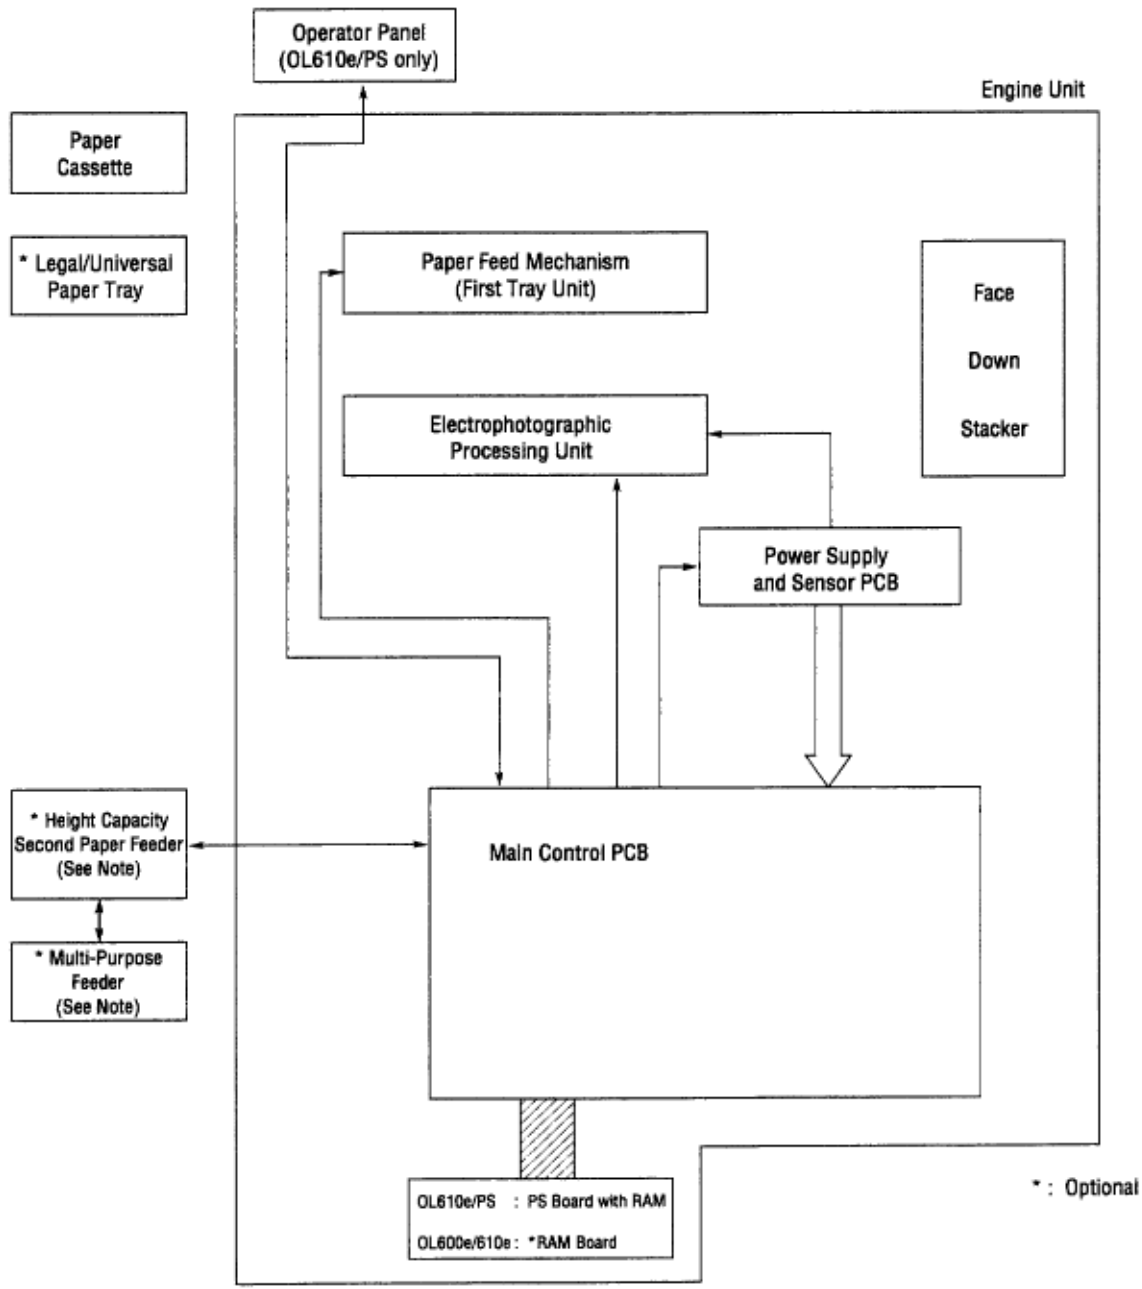 Operator Panel
(OL610e/PS only)
Engine Unit
Paper
Cassette
* Legal/Universal
Paper Tray
Paper Feed Mechanism
(First Tray Unit)
Face
Down
Stacker
Electrophotographic
Processing Unit
Power Supply
and Sensor PCB
* Height Capacity
Second Paper Feeder
(See Note)
Main Control PCB
* Multi-Purpose
Feeder
(See Note)
OL610e/PS : PS Board with RAM
OL600e/610e : *RAM Board
* : Optional